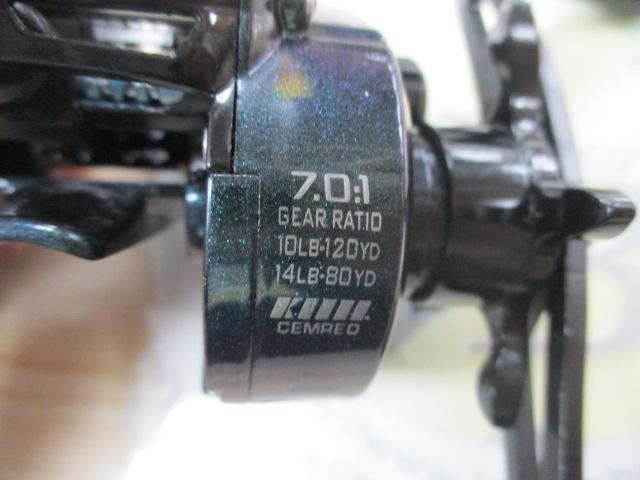 7.0:1
GEAR RATIO
10LB-120YD
14LB-80YD
CEMREO